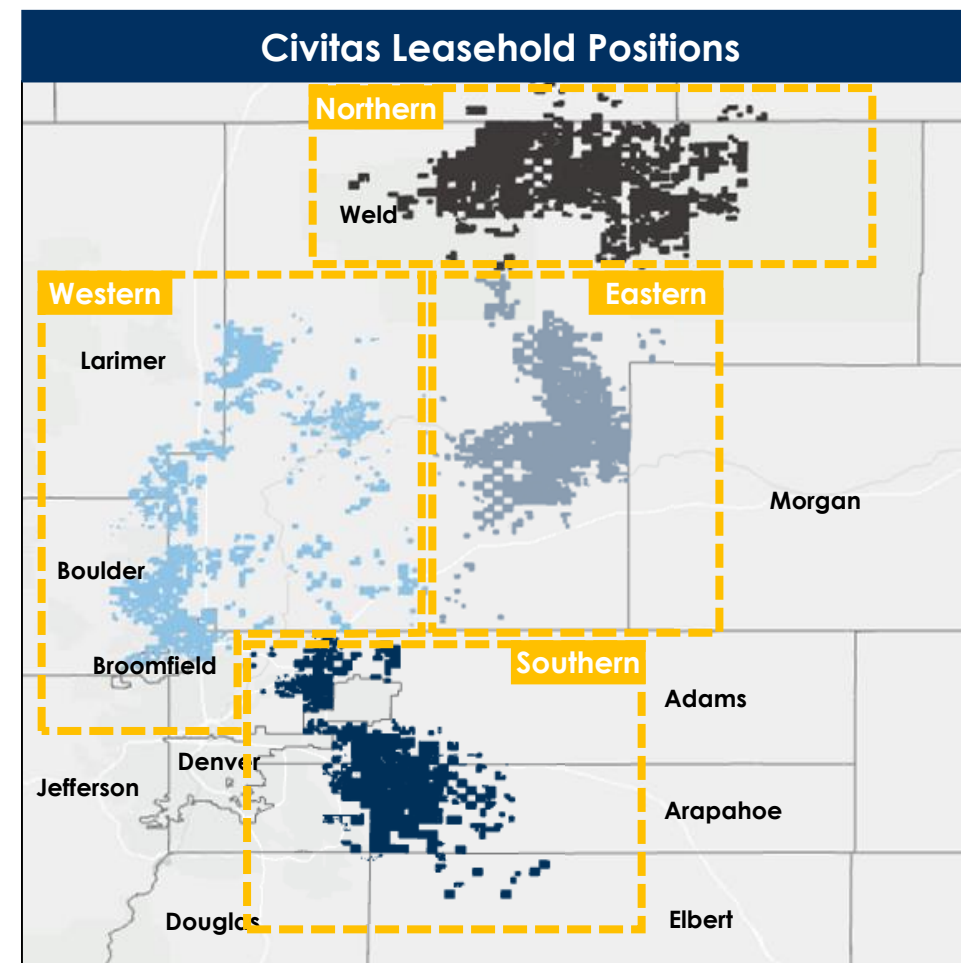 Civitas Leasehold Positions
Northern
Weld
Western
Eastern
Larimer
Morgan
Boulder
Broomfield
Southern
Adams
Denver
Jefferson
Arapahoe
Douglas
Elbert